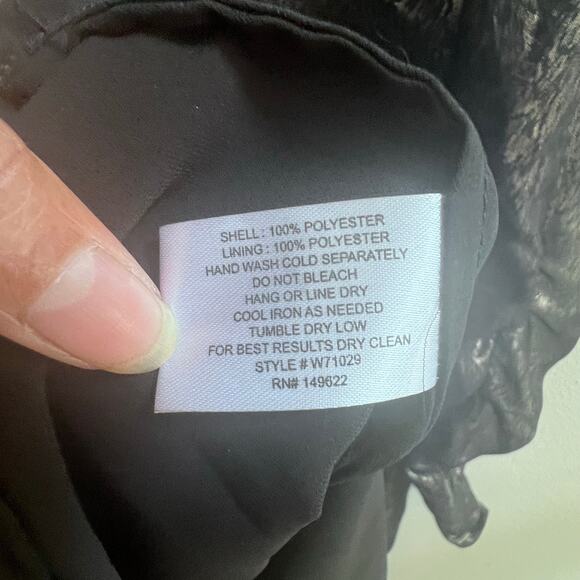 SHELL : 100% POLYESTER
LINING : 100% POLYESTER
HAND WASH COLD SEPARATELY
DO NOT BLEACH
HANG OR LINE DRY
COOL IRON AS NEEDED
TUMBLE DRY LOW
FOR BEST RESULTS DRY CLEAN
STYLE # W71029
RN# 149622